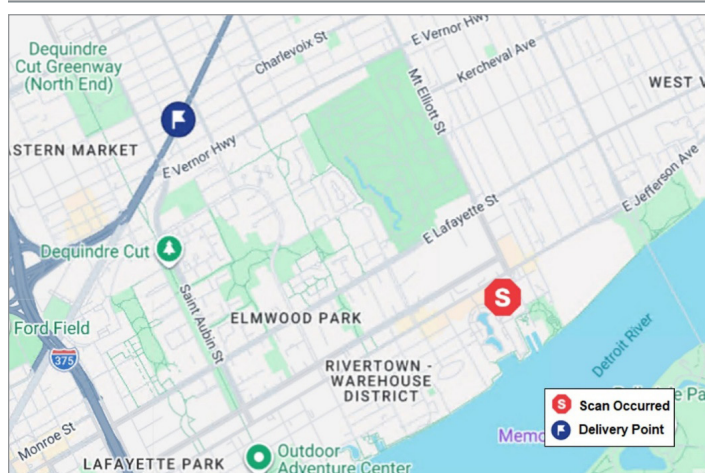 E Vernor Hwy
Charlevoix St
Dequindre
Cut Greenway
(North End)
Kercheval Ave
Mt Elliott St
WEST V
ASTERN MARKET
E Vernor Hwy
E Jefferson Ave
E Lafayette St
Dequindre Cut
Saint Aubin St
S
ELMWOOD PARK
Ford Field
375
Detroit River
RIVERTOWN -
WAREHOUSE
DISTRICT
S Scan Occurred
Delivery Point
Pa
Memo
Monroe St
LAFAYETTE PARK
Outdoor
Adventure Center